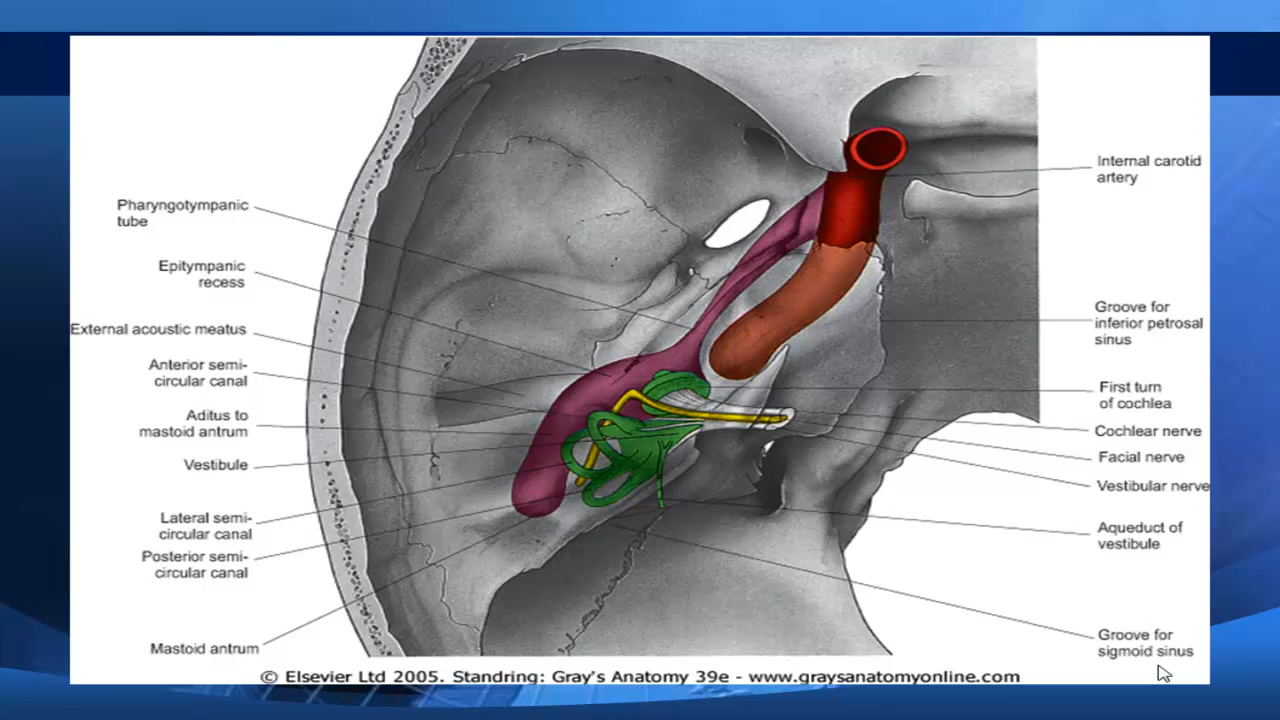 Pharyngotympanic
tube
Epitympanic
recess
External acoustic meatus
Anterior semi-
circular canal
Aditus to
mastoid antrum
Vestibule
Lateral semi-
circular canal
Posterior semi-
circular canal
Mastoid antrum
Internal carotid
artery
Groove for
inferior petrosal
sinus
First turn
of cochlea
Cochlear nerve
Facial nerve
Vestibular nerve
Aqueduct of
vestibule
Groove for
sigmoid sinus
© Elsevier Ltd 2005. Standring: Gray's Anatomy 39e - www.graysanatomyonline.com